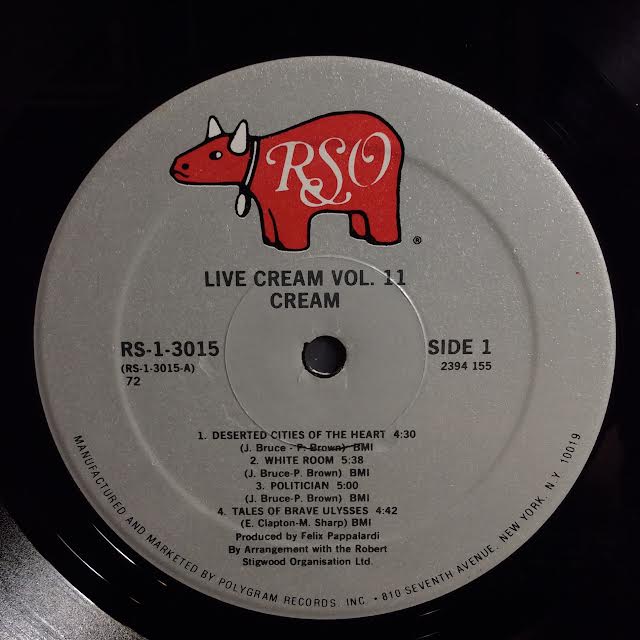 RSO
®
LIVE CREAM VOL. 11
CREAM
RS-1-3015
(RS-1-3015-A)
72
SIDE 1
2394 155
1. DESERTED CITIES OF THE HEART 4:30
(J. Bruce - P. Brown) BMI
2. WHITE ROOM 5:38
(J. Bruce-P. Brown) BMI
3. POLITICIAN 5:00
(J. Bruce-P. Brown) BMI
4. TALES OF BRAVE ULYSSES 4:42
(E. Clapton-M. Sharp) BMI
Produced by Felix Pappalardi
By Arrangement with the Robert
Stigwood Organisation Ltd.
MANUFACTURED AND MARKETED BY POLYGRAM RECORDS, INC. • 810 SEVENTH AVENUE, NEW YORK, N.Y. 10019